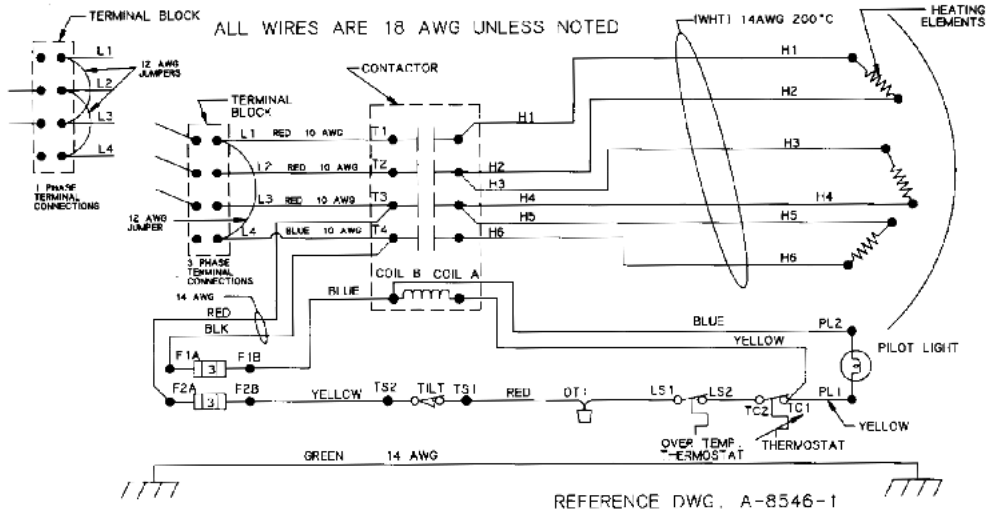 TERMINAL BLOCK
ALL WIRES ARE 18 AWG UNLESS NOTED
(WHT) 14AWG 200°C
HEATING
ELEMENTS
L1
12 AWG
JUMPERS
L2
L3
L4
1 PHASE
TERMINAL
CONNECTIONS
TERMINAL
BLOCK
CONTACTOR
H1
H2
H3
H4
H5
H6
L1 RED 10 AWG T1
L2 RED 10 AWG T2
L3 RED 10 AWG T3
L4 BLUE 10 AWG T4
H1
H2
H3
H4
H5
H6
12 AWG
JUMPER
3 PHASE
TERMINAL
CONNECTIONS
COIL B COIL A
14 AWG
RED
BLK
BLUE
BLUE
YELLOW
PL2
PILOT LIGHT
F1A 3 F1B
F2A 3 F2B
YELLOW
TS2 TILT TS1
RED
OT1
LS1 LS2
TC2 TC1
PL1
YELLOW
OVER TEMP.
THERMOSTAT
THERMOSTAT
GREEN 14 AWG
REFERENCE DWG. A-8546-1